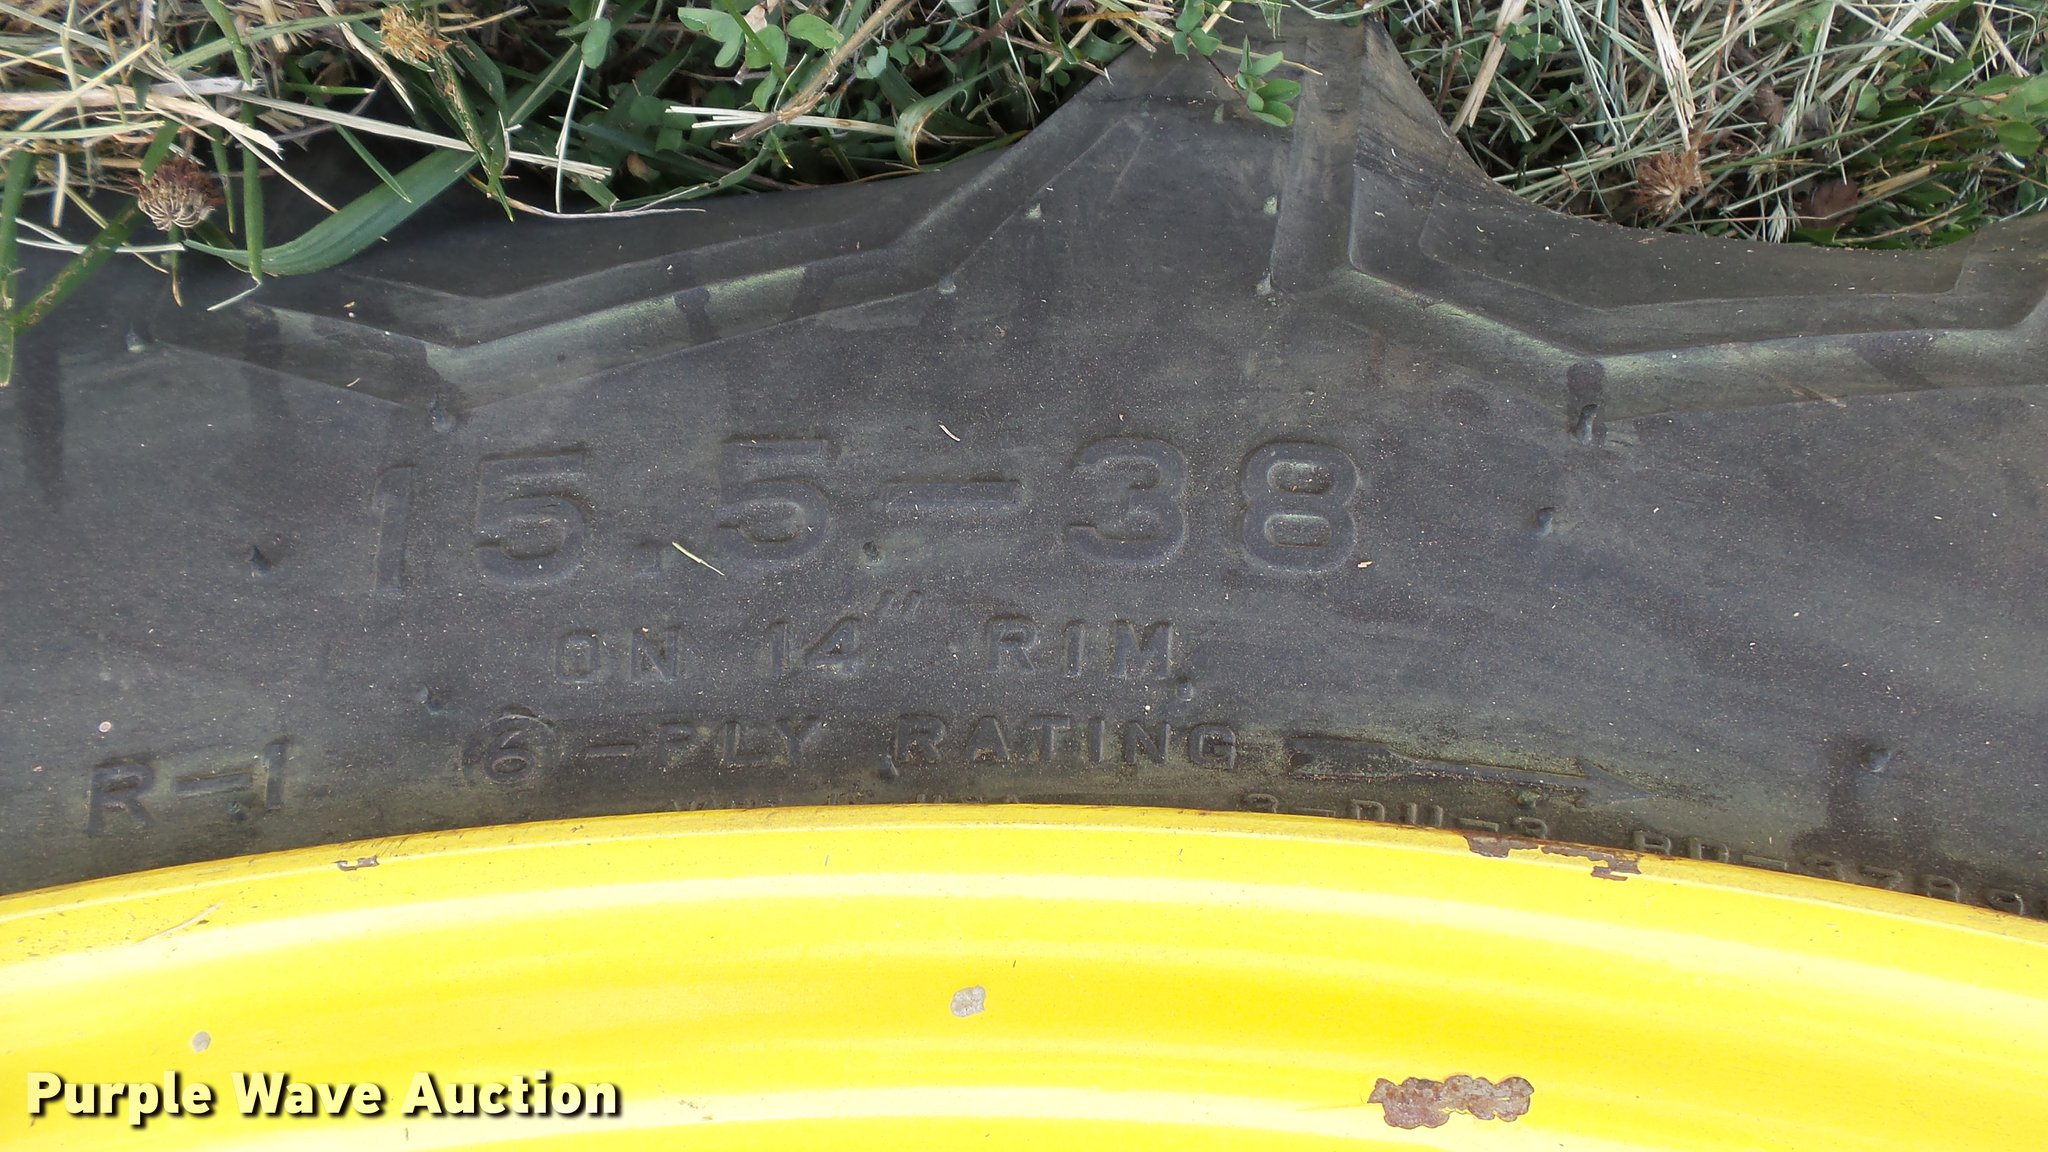 15.5-38
ON 14" RIM
R-1 6-PLY RATING
Purple Wave Auction